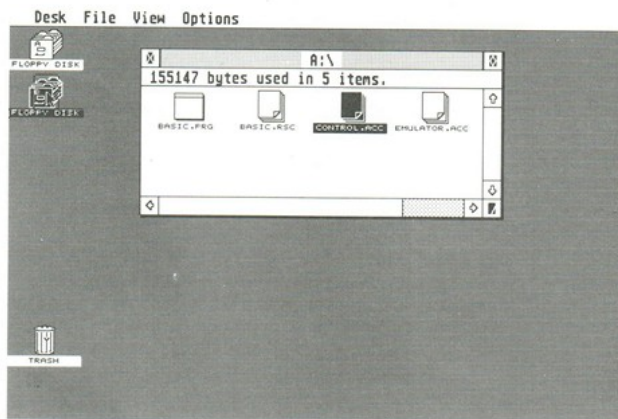 Desk File View Options
FLOPPY DISK
FLOPPY DISK
A:\
155147 bytes used in 5 items.
BASIC.PRG BASIC.RSC CONTROL.ACC EMULATOR.ACC
TRASH